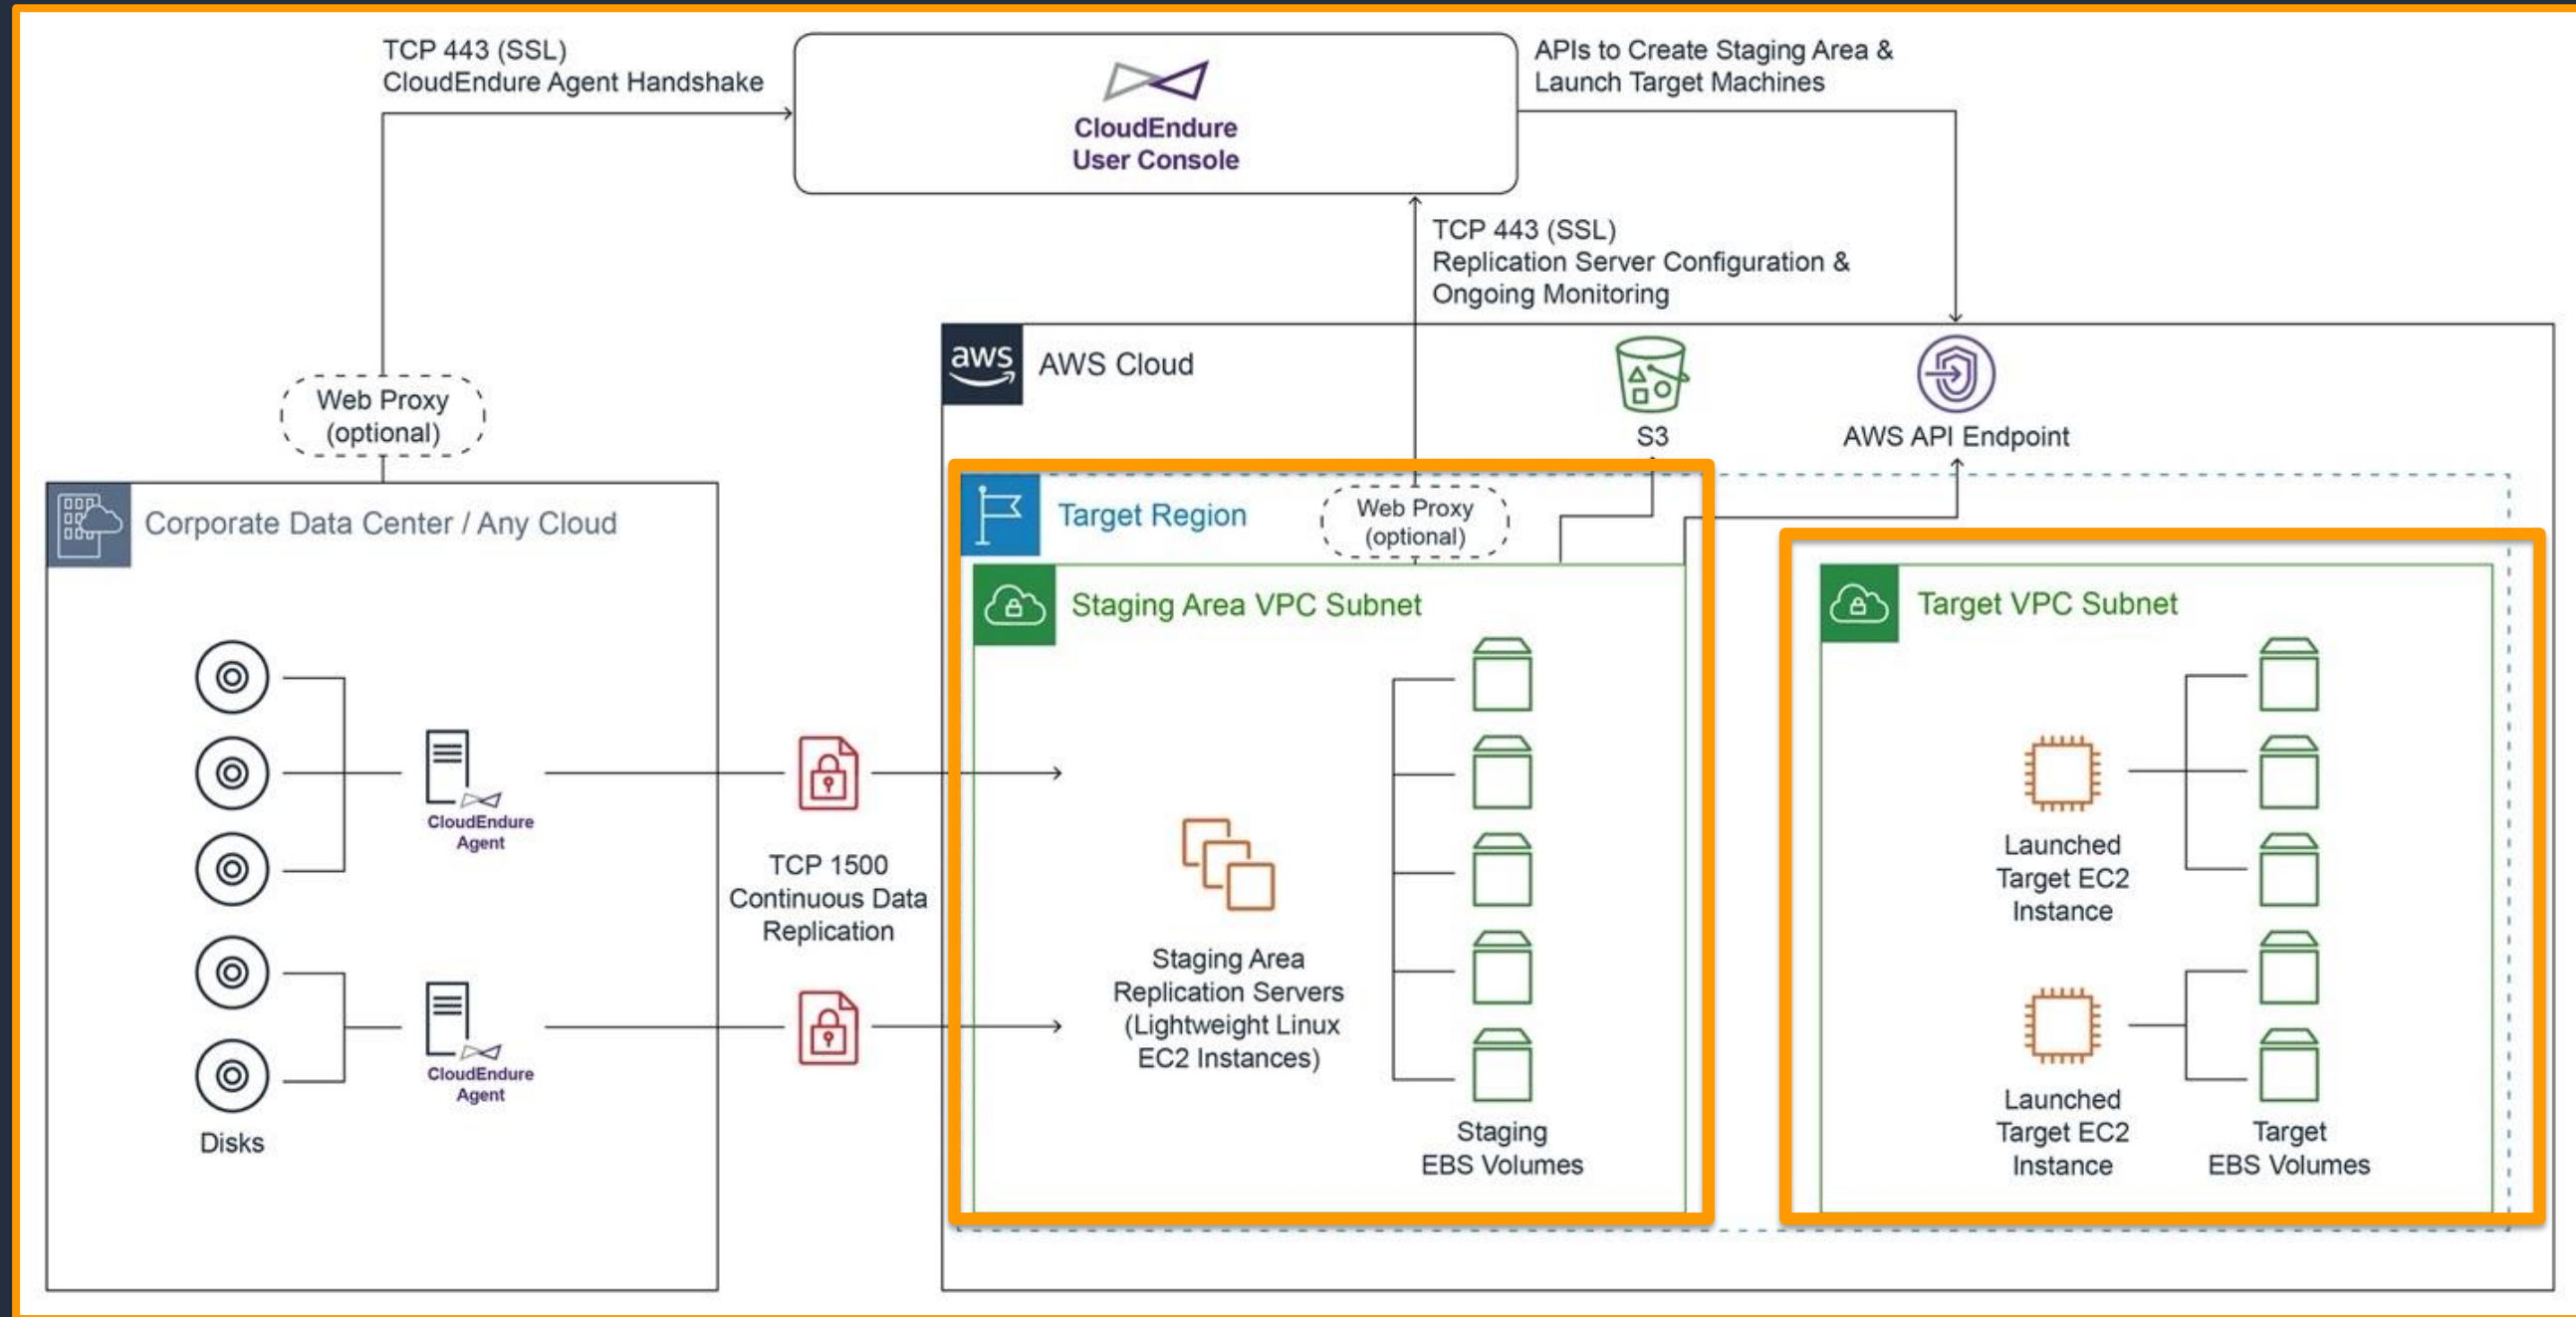 TCP 443 (SSL)
CloudEndure Agent Handshake
CloudEndure
User Console
APIs to Create Staging Area &
Launch Target Machines
TCP 443 (SSL)
Replication Server Configuration &
Ongoing Monitoring
Web Proxy
(optional)
aws
AWS Cloud
S3
AWS API Endpoint
Corporate Data Center / Any Cloud
Target Region
Web Proxy
(optional)
Staging Area VPC Subnet
Target VPC Subnet
CloudEndure
Agent
CloudEndure
Agent
Disks
TCP 1500
Continuous Data
Replication
Staging Area
Replication Servers
(Lightweight Linux
EC2 Instances)
Staging
EBS Volumes
Launched
Target EC2
Instance
Launched
Target EC2
Instance
Target
EBS Volumes